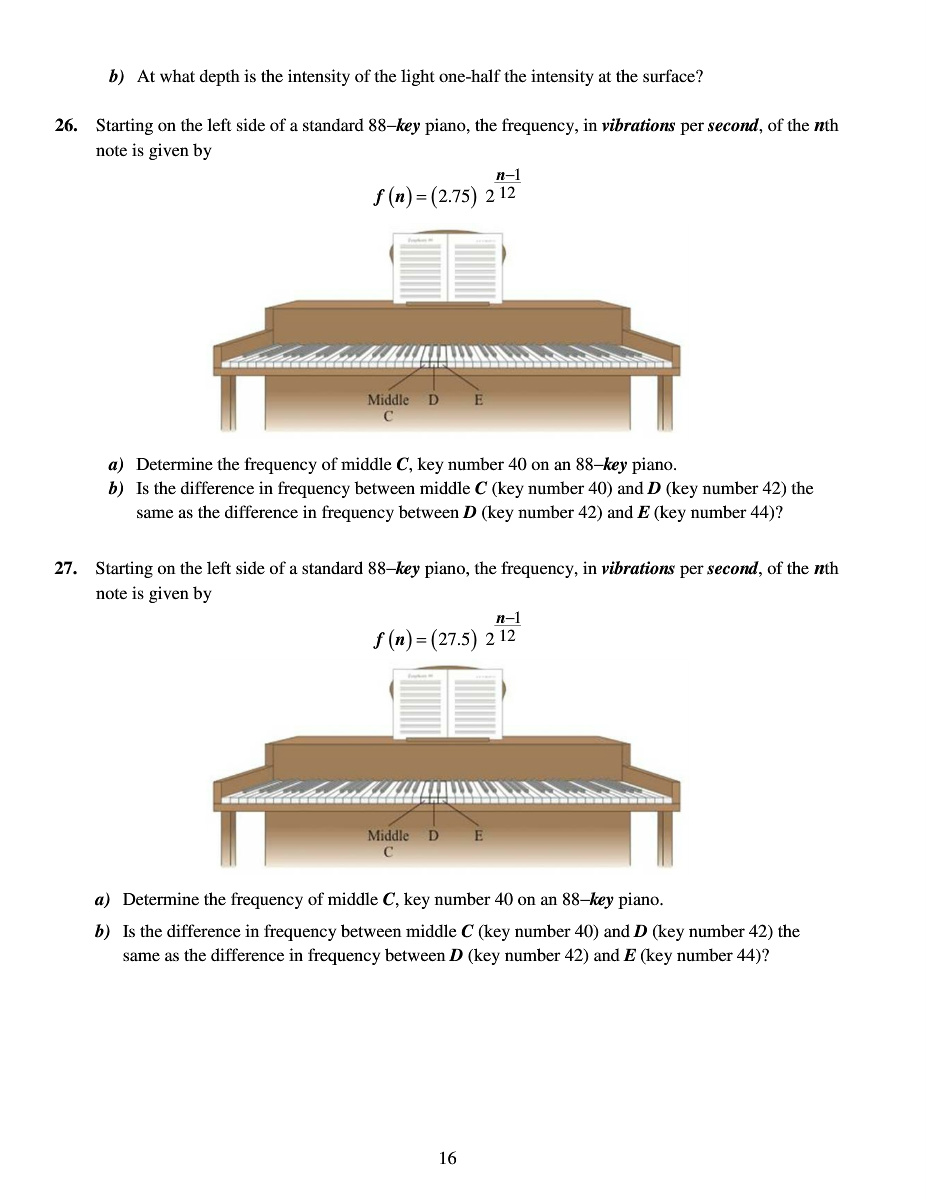 b) At what depth is the intensity of the light one-half the intensity at the surface?
26. Starting on the left side of a standard 88–key piano, the frequency, in vibrations per second, of the nth
note is given by
f (n) = (2.75) 2^((n–1)/12)
Middle D E
C
a) Determine the frequency of middle C, key number 40 on an 88–key piano.
b) Is the difference in frequency between middle C (key number 40) and D (key number 42) the
same as the difference in frequency between D (key number 42) and E (key number 44)?
27. Starting on the left side of a standard 88–key piano, the frequency, in vibrations per second, of the nth
note is given by
f (n) = (27.5) 2^((n–1)/12)
Middle D E
C
a) Determine the frequency of middle C, key number 40 on an 88–key piano.
b) Is the difference in frequency between middle C (key number 40) and D (key number 42) the
same as the difference in frequency between D (key number 42) and E (key number 44)?
16